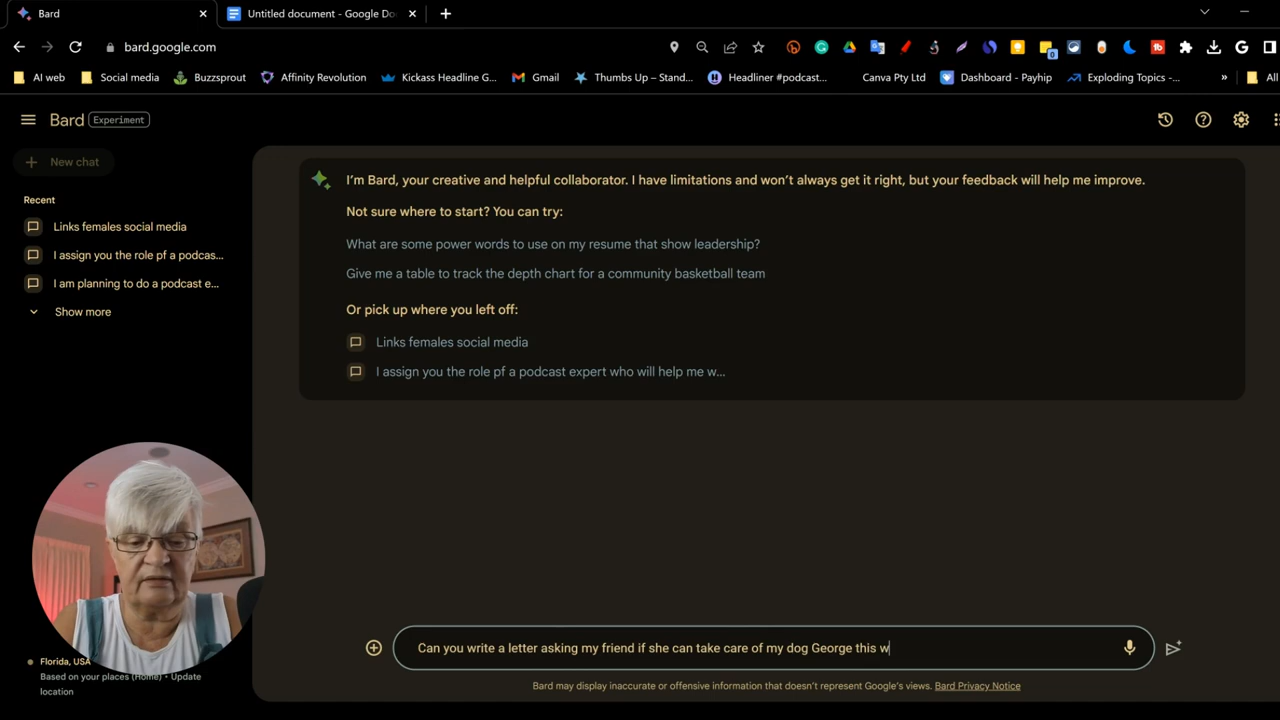 Bard
Untitled document - Google Do
bard.google.com
0
AI web
Social media
Buzzsprout
Affinity Revolution
Kickass Headline G...
Gmail
Thumbs Up – Stand...
Headliner #podcast...
Canva Pty Ltd
Dashboard - Payhip
Exploding Topics -...
»
All
Bard Experiment
New chat
Recent
Links females social media
I assign you the role pf a podcas...
I am planning to do a podcast e...
Show more
I'm Bard, your creative and helpful collaborator. I have limitations and won't always get it right, but your feedback will help me improve.
Not sure where to start? You can try:
What are some power words to use on my resume that show leadership?
Give me a table to track the depth chart for a community basketball team
Or pick up where you left off:
Links females social media
I assign you the role pf a podcast expert who will help me w...
Can you write a letter asking my friend if she can take care of my dog George this w
Florida, USA
Based on your places (Home) • Update
location
Bard may display inaccurate or offensive information that doesn't represent Google's views. Bard Privacy Notice